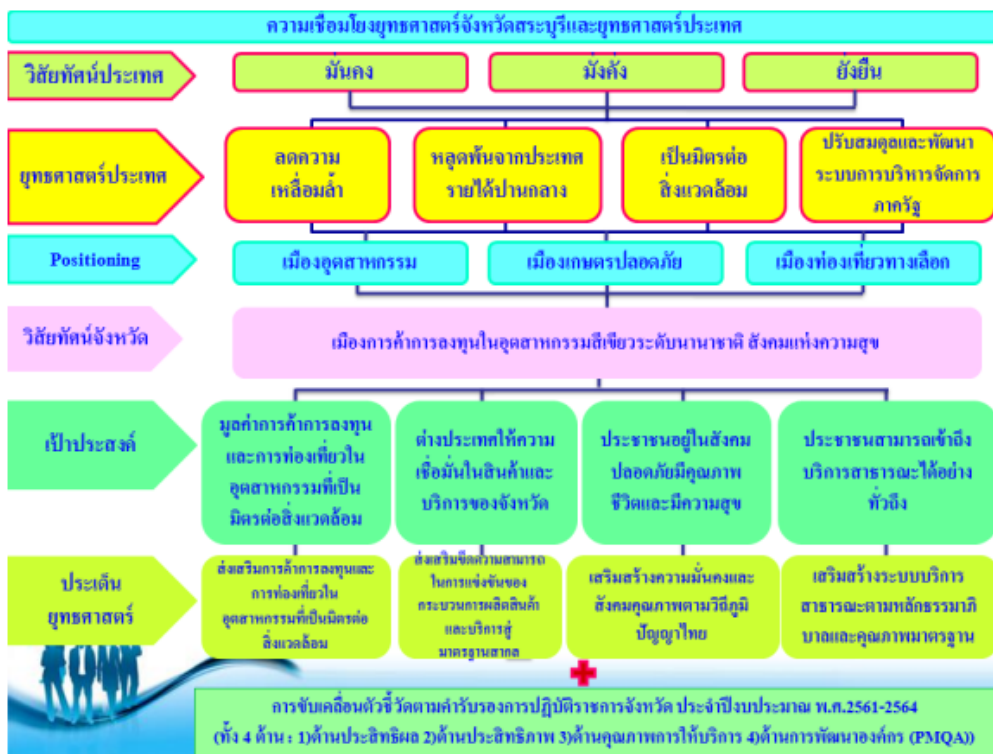 ความเชื่อมโยงยุทธศาสตร์จังหวัดสระบุรีและยุทธศาสตร์ประเทศ
วิสัยทัศน์ประเทศ
มั่นคง
มั่งคั่ง
ยั่งยืน
ยุทธศาสตร์ประเทศ
ลดความ
เหลื่อมล้ำ
หลุดพ้นจากประเทศ
รายได้ปานกลาง
เป็นมิตรต่อ
สิ่งแวดล้อม
ปรับสมดุลและพัฒนา
ระบบการบริหารจัดการ
ภาครัฐ
Positioning
เมืองอุตสาหกรรม
เมืองเกษตรปลอดภัย
เมืองท่องเที่ยวทางเลือก
วิสัยทัศน์จังหวัด
เมืองการค้าการลงทุนในอุตสาหกรรมสีเขียวระดับนานาชาติ สังคมแห่งความสุข
เป้าประสงค์
มูลค่าการค้าการลงทุน
และการท่องเที่ยวใน
อุตสาหกรรมที่เป็น
มิตรต่อสิ่งแวดล้อม
ต่างประเทศให้ความ
เชื่อมั่นในสินค้าและ
บริการของจังหวัด
ประชาชนอยู่ในสังคม
ปลอดภัยมีคุณภาพ
ชีวิตและมีความสุข
ประชาชนสามารถเข้าถึง
บริการสาธารณะได้อย่าง
ทั่วถึง
ประเด็น
ยุทธศาสตร์
ส่งเสริมการค้าการลงทุนและ
การท่องเที่ยวใน
อุตสาหกรรมที่เป็นมิตรต่อ
สิ่งแวดล้อม
ส่งเสริมขีดความสามารถ
ในการแข่งขันของ
กระบวนการผลิตสินค้า
และบริการสู่
มาตรฐานสากล
เสริมสร้างความมั่นคงและ
สังคมคุณภาพตามวิถีภูมิ
ปัญญาไทย
เสริมสร้างระบบบริการ
สาธารณะตามหลักธรรมาภิ
บาลและคุณภาพมาตรฐาน
การขับเคลื่อนตัวชี้วัดตามคำรับรองการปฏิบัติราชการจังหวัด ประจำปีงบประมาณ พ.ศ.2561-2564
(ทั้ง 4 ด้าน : 1)ด้านประสิทธิผล 2)ด้านประสิทธิภาพ 3)ด้านคุณภาพการให้บริการ 4)ด้านการพัฒนาองค์กร (PMQA))